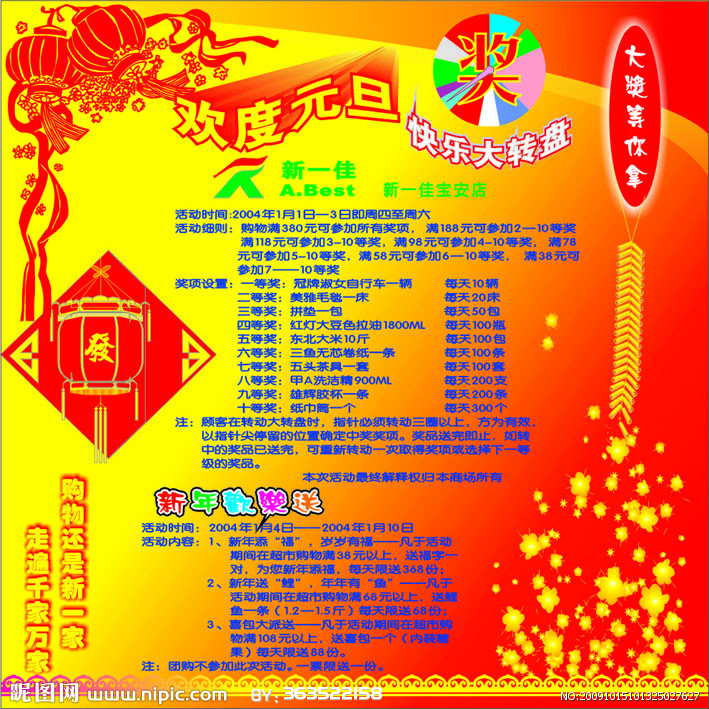 奖
欢度元旦
快乐大转盘
大獎等你拿
新一佳
A.Best 新一佳宝安店
活动时间:2004年1月1日—3日即周四至周六
活动细则: 购物满380元可参加所有奖项, 满188元可参加2—10等奖
满118元可参加3-10等奖,满98元可参加4-10等奖, 满78
元可参加5-10等奖,满58元可参加6—10等奖, 满38元可
参加7——10等奖
奖项设置: 一等奖: 冠牌淑女自行车一辆 每天10辆
二等奖: 美雅毛毯一床 每天20床
三等奖: 拼垫一包 每天50包
四等奖: 红灯大豆色拉油1800ML 每天100瓶
五等奖: 东北大米10斤 每天100包
六等奖: 三鱼无芯卷纸一条 每天100条
七等奖: 五头茶具一套 每天100套
八等奖: 甲A洗洁精900ML 每天200支
九等奖: 雄辉胶杯一条 每天200条
十等奖: 纸巾筒一个 每天300个
注: 顾客在转动大转盘时, 指针必须转动三圈以上, 方为有效,
以指针尖停留的位置确定中奖奖项。奖品送完即止, 如转
中的奖品已送完, 可重新转动一次取得奖项或选择下一等
级的奖品。
本次活动最终解释权归本商场所有
發
新年歡樂送
活动时间: 2004年1月4日——2004年1月10日
活动内容: 1、新年添“福”, 岁岁有福——凡于活动
期间在超市购物满38元以上, 送福字一
对, 为您新年添福, 每天限送368份;
2、新年送“鲤”, 年年有“鱼”——凡于
活动期间在超市购物满68元以上, 送鲤
鱼一条 (1.2—1.5斤) 每天限送68份;
3、喜包大派送——凡于活动期间在超市购
物满108元以上, 送喜包一个 (内装糖
果) 每天限送88份。
注: 团购不参加此次活动。一票限送一份。
购物还是新一家
走遍千家万家
昵图网 www.nipic.com BY: 363522158
NO:20091015101325027627